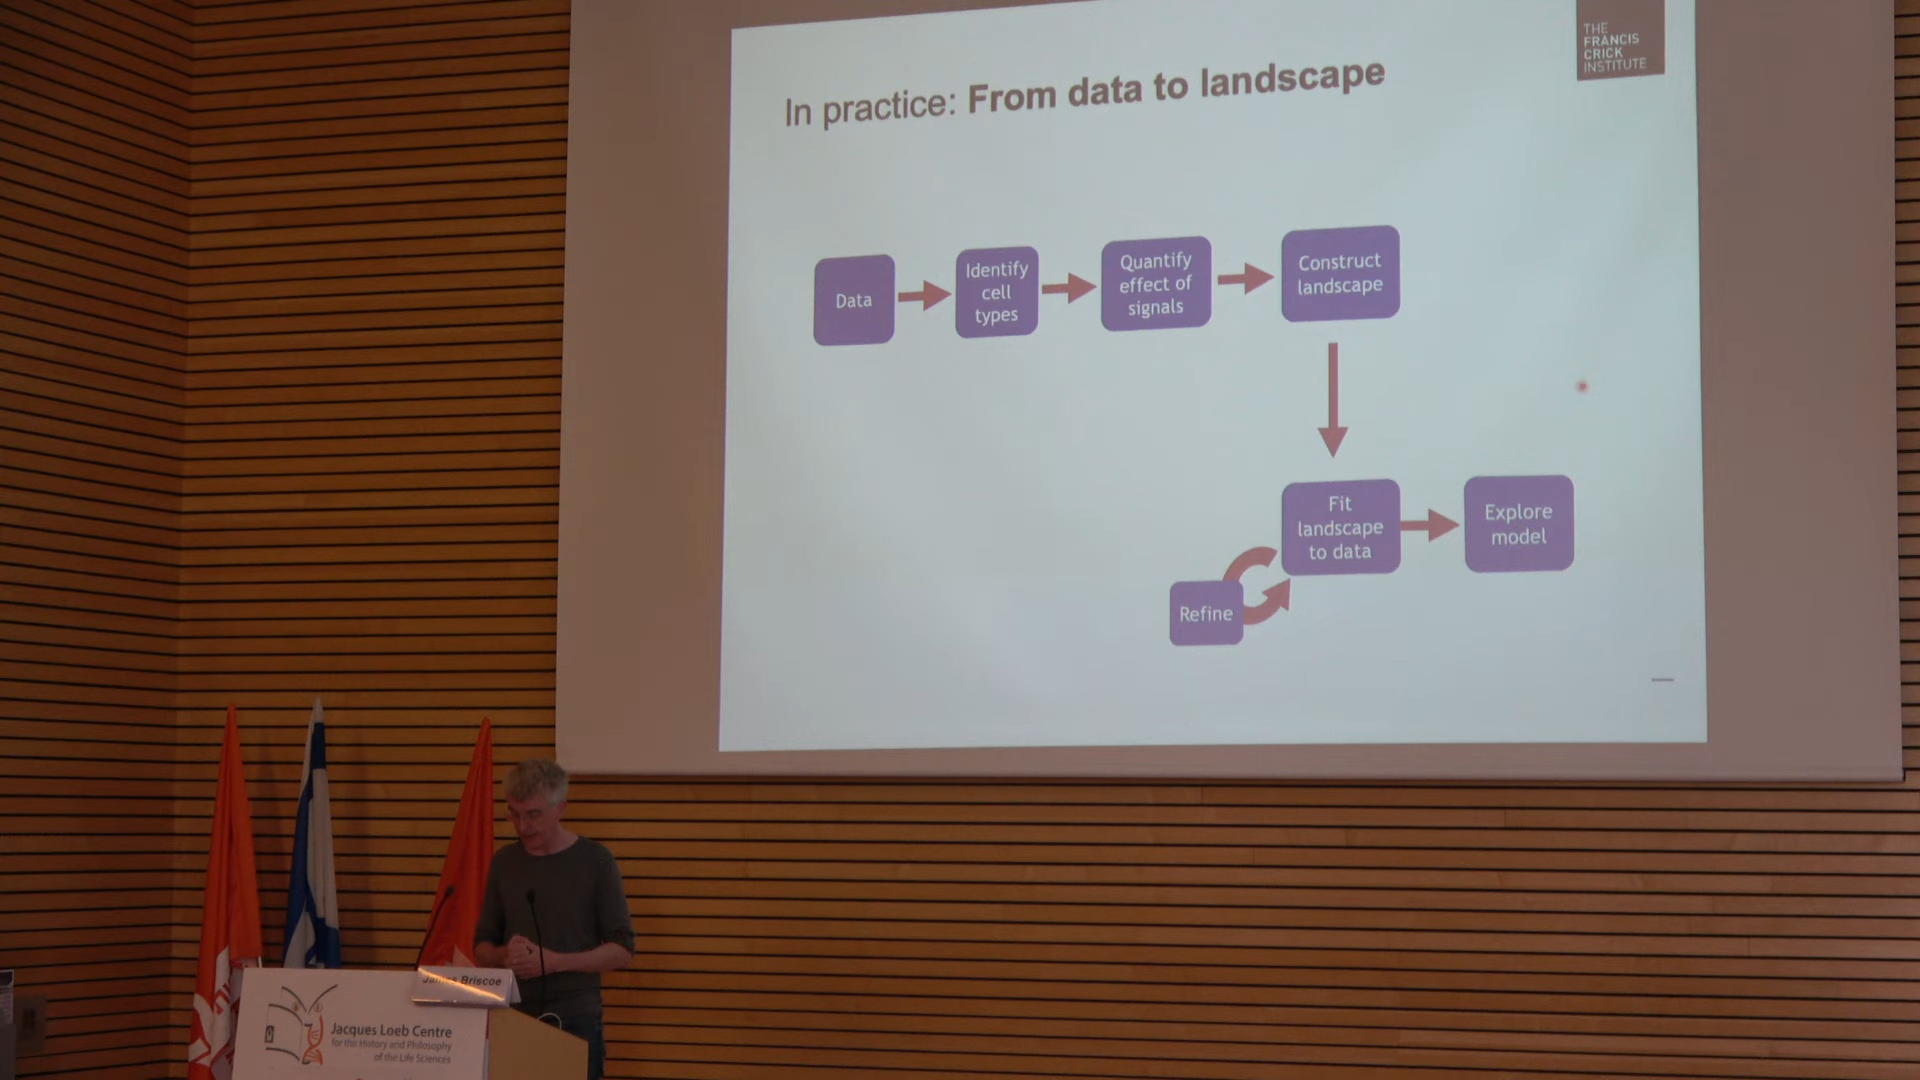 THE
FRANCIS
CRICK
INSTITUTE
In practice: From data to landscape
Data
Identify
cell
types
Quantify
effect of
signals
Construct
landscape
Fit
landscape
to data
Explore
model
Refine
James Briscoe
Jacques Loeb Centre
for the History and Philosophy
of the Life Sciences